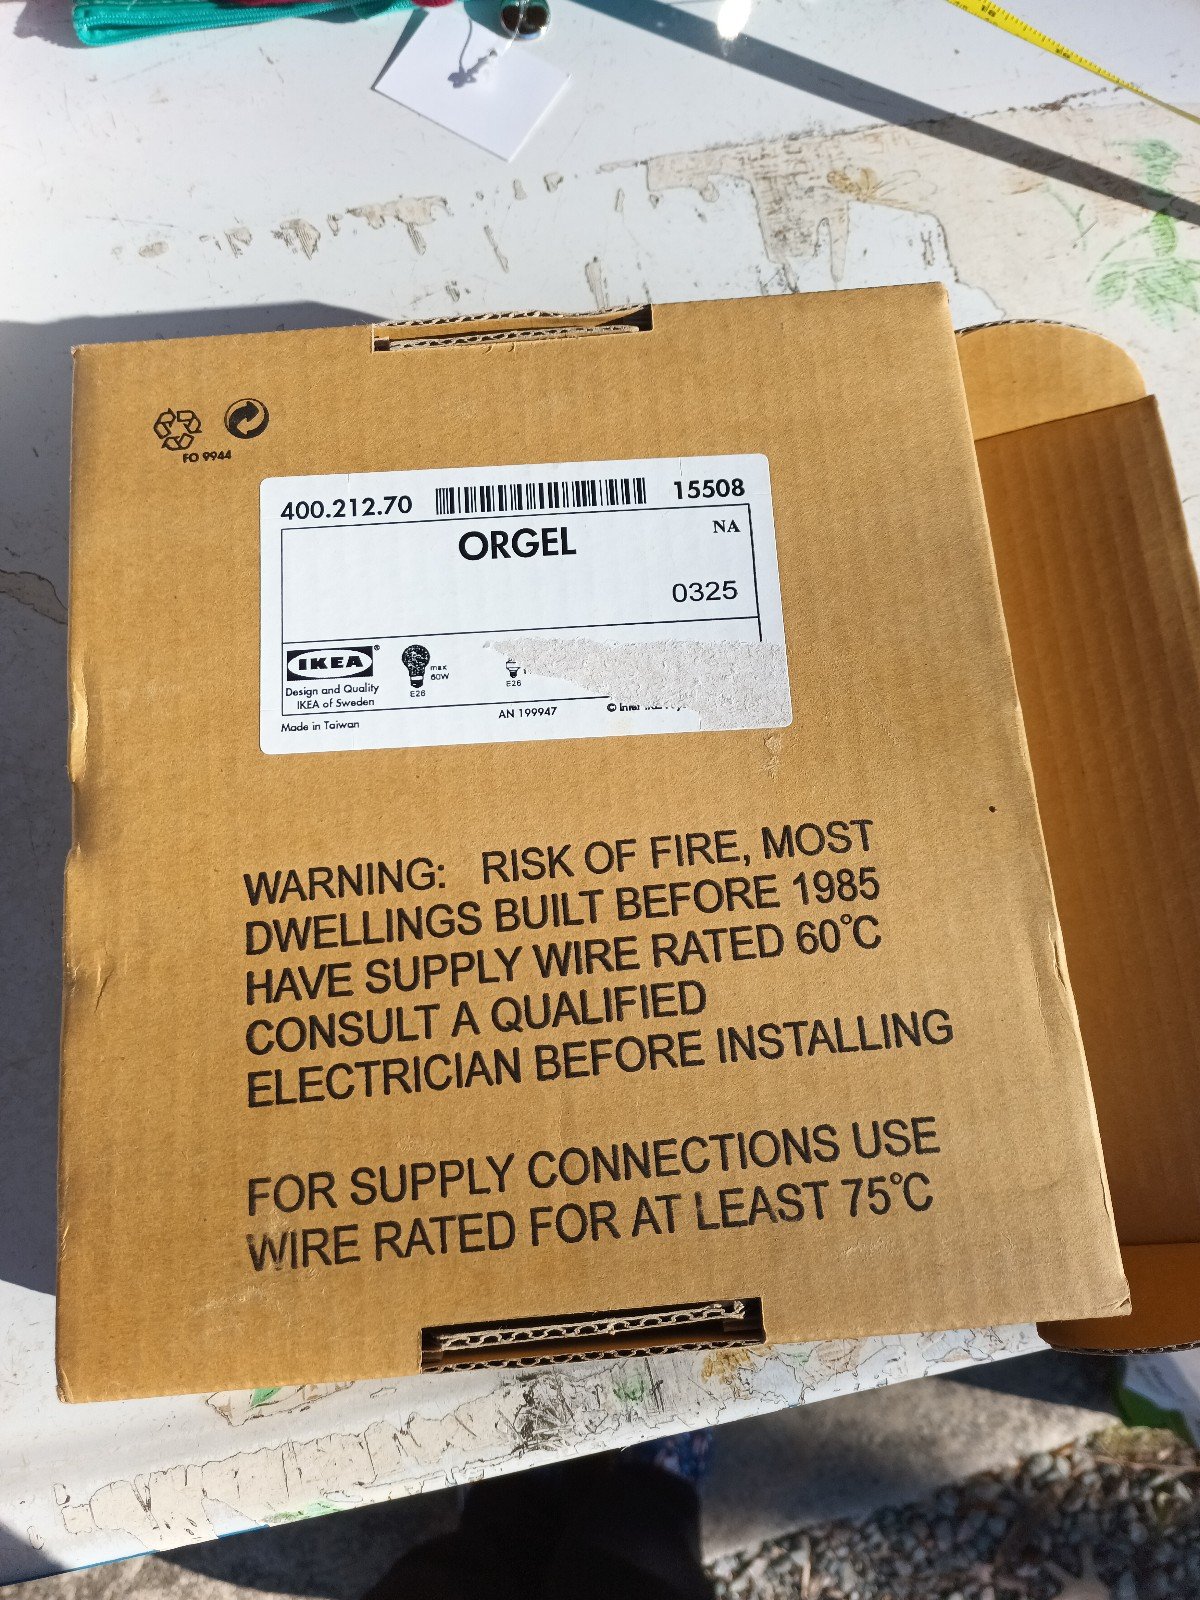 FO 9944
400.212.70 15508
ORGEL
NA
0325
IKEA®
Design and Quality
IKEA of Sweden
max
60W
E26
E26
Made in Taiwan
AN 199947
©
WARNING: RISK OF FIRE, MOST
DWELLINGS BUILT BEFORE 1985
HAVE SUPPLY WIRE RATED 60°C
CONSULT A QUALIFIED
ELECTRICIAN BEFORE INSTALLING
FOR SUPPLY CONNECTIONS USE
WIRE RATED FOR AT LEAST 75°C